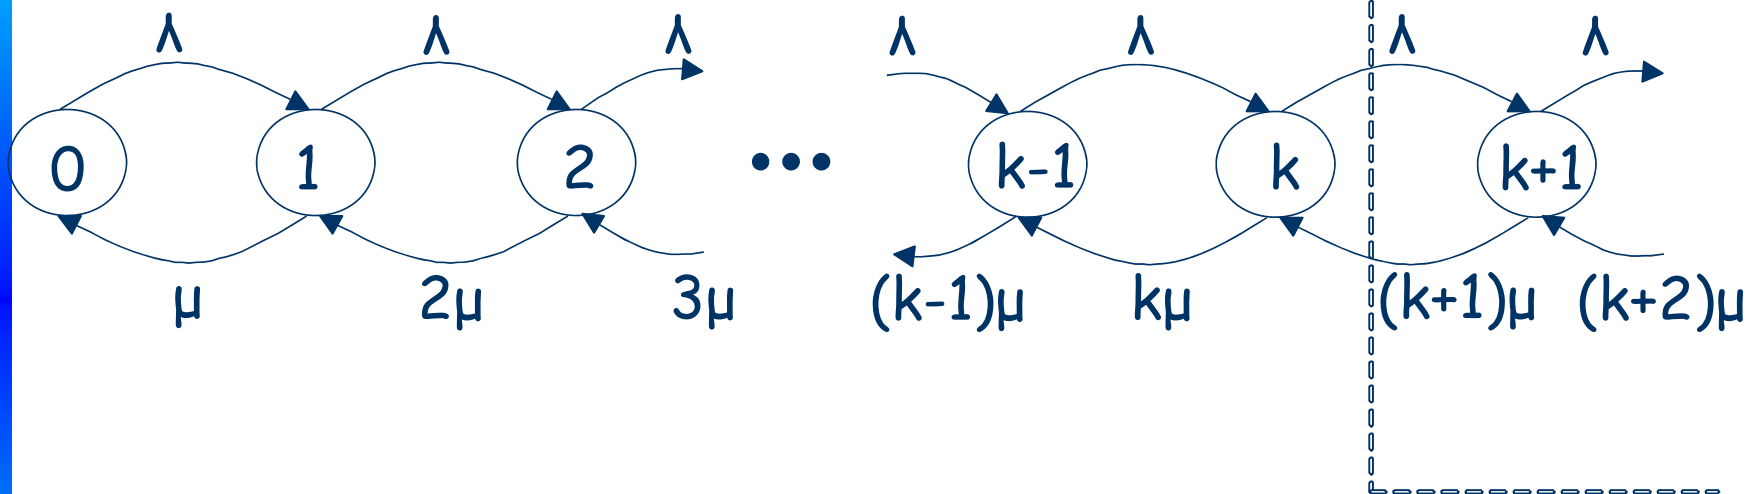 λ λ λ λ λ λ λ
0 1 2 ••• k-1 k k+1
μ 2μ 3μ (k-1)μ kμ (k+1)μ (k+2)μ